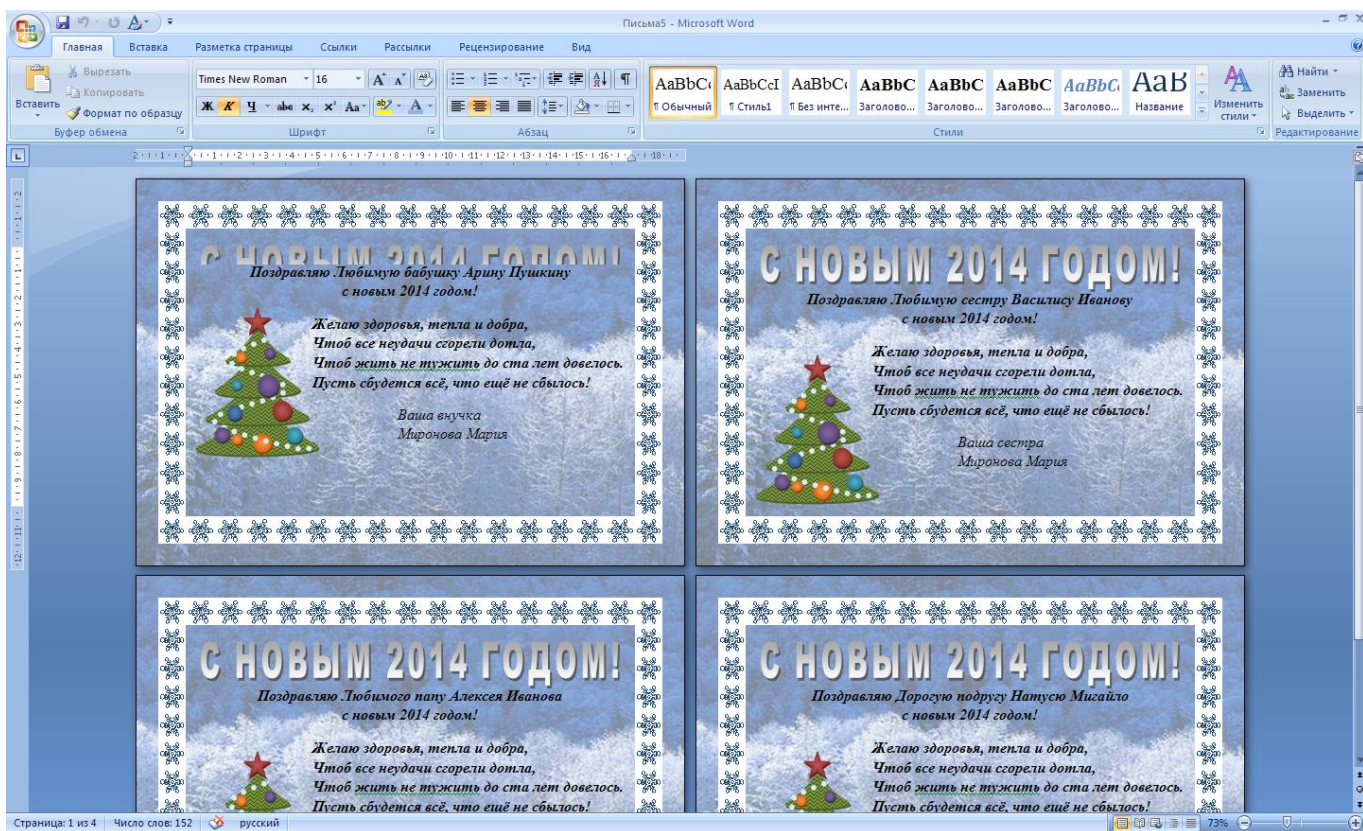 Письма5 - Microsoft Word
Главная Вставка Разметка страницы Ссылки Рассылки Рецензирование Вид
Вставить
Вырезать
Копировать
Формат по образцу
Буфер обмена
Times New Roman 16
Ж К Ч abc x₂ x² Aa
Шрифт
Абзац
AaBbCc AaBbCcI AaBbCc AaBbC AaBbC AaBbC AaBbC AaB
¶ Обычный ¶ Стиль1 ¶ Без инте... Заголово... Заголово... Заголово... Заголово... Название
Изменить стили
Стили
Найти
Заменить
Выделить
Редактирование
С НОВЫМ 2014 ГОДОМ!
Поздравляю Любимую бабушку Арину Пушкину
с новым 2014 годом!
Желаю здоровья, тепла и добра,
Чтоб все неудачи сгорели дотла,
Чтоб жить не тужить до ста лет довелось.
Пусть сбудется всё, что ещё не сбылось!
Ваша внучка
Миронова Мария
С НОВЫМ 2014 ГОДОМ!
Поздравляю Любимую сестру Василису Иванову
с новым 2014 годом!
Желаю здоровья, тепла и добра,
Чтоб все неудачи сгорели дотла,
Чтоб жить не тужить до ста лет довелось.
Пусть сбудется всё, что ещё не сбылось!
Ваша сестра
Миронова Мария
С НОВЫМ 2014 ГОДОМ!
Поздравляю Любимого папу Алексея Иванова
с новым 2014 годом!
Желаю здоровья, тепла и добра,
Чтоб все неудачи сгорели дотла,
Чтоб жить не тужить до ста лет довелось.
Пусть сбудется всё, что ещё не сбылось!
С НОВЫМ 2014 ГОДОМ!
Поздравляю Дорогую подругу Натусю Мигайло
с новым 2014 годом!
Желаю здоровья, тепла и добра,
Чтоб все неудачи сгорели дотла,
Чтоб жить не тужить до ста лет довелось.
Пусть сбудется всё, что ещё не сбылось!
Страница: 1 из 4 Число слов: 152 русский 73%